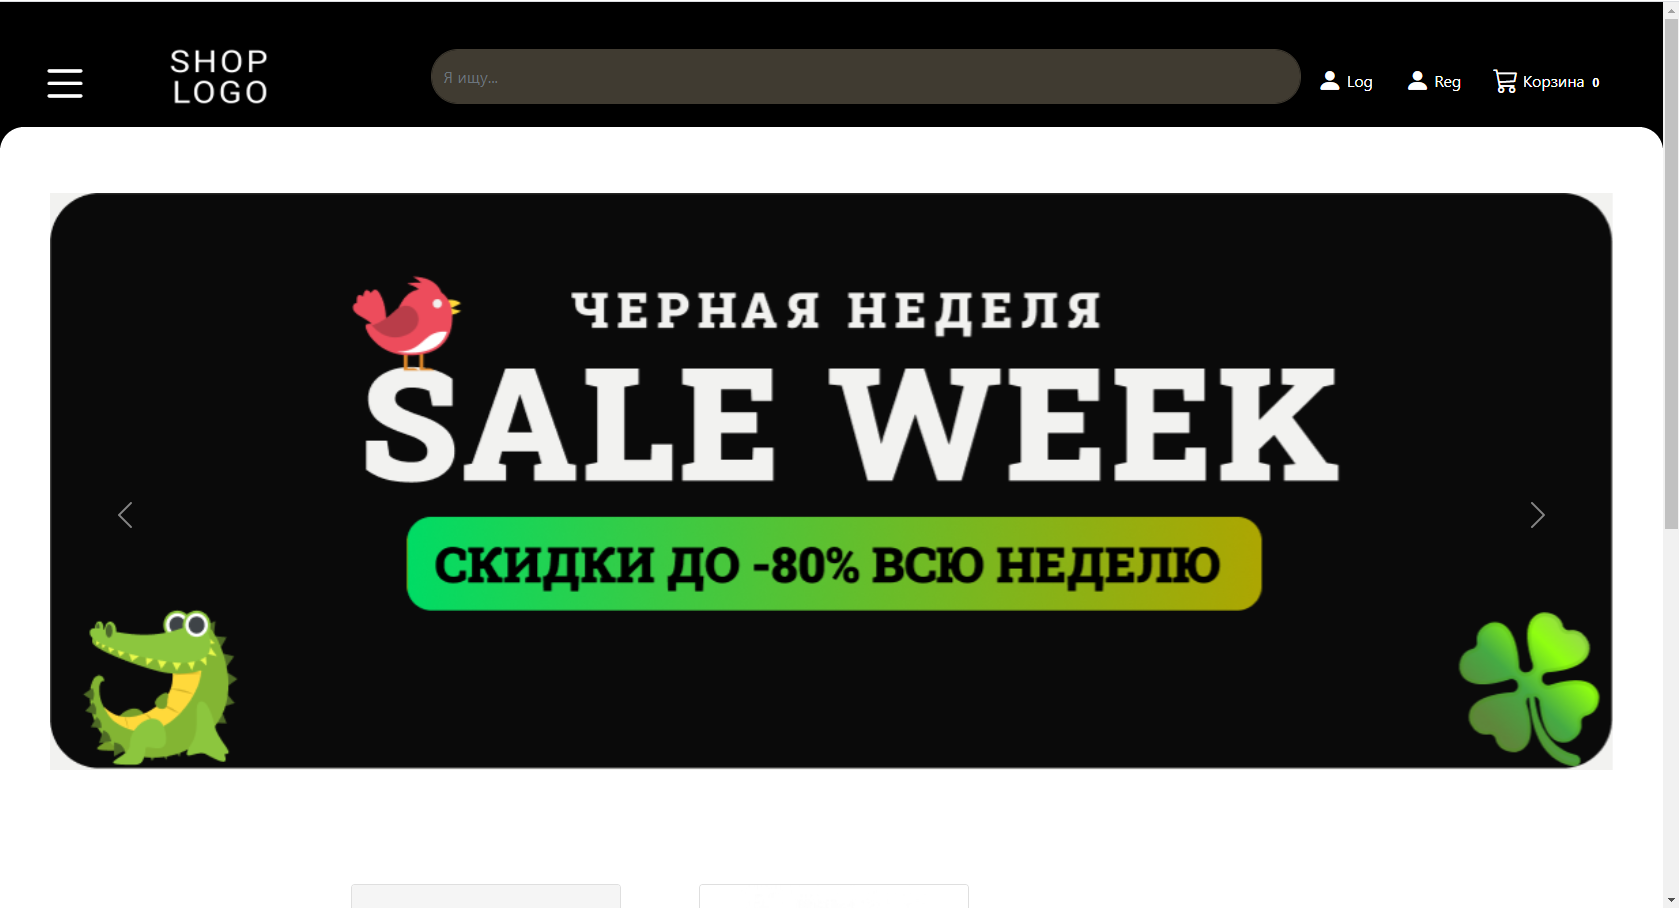 SHOP
LOGO
Я ищу...
Log
Reg
Корзина 0
ЧЕРНАЯ НЕДЕЛЯ
SALE WEEK
СКИДКИ ДО -80% ВСЮ НЕДЕЛЮ